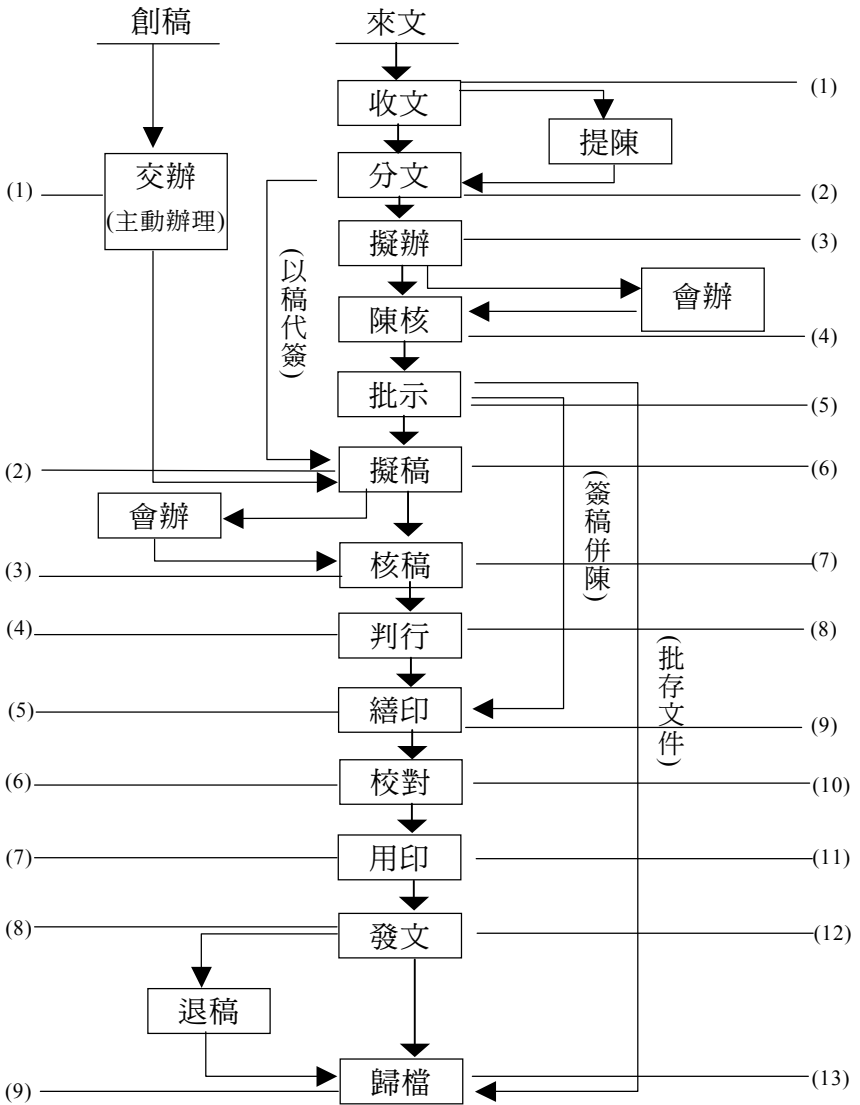 創稿
來文
收文
(1)
提陳
交辦
(主動辦理)
(1)
分文
(2)
擬辦
(3)
(以稿代簽)
會辦
陳核
(4)
批示
(5)
(2)
擬稿
(6)
(簽稿併陳)
會辦
(3)
核稿
(7)
(4)
判行
(8)
(批存文件)
(5)
繕印
(9)
(6)
校對
(10)
(7)
用印
(11)
(8)
發文
(12)
退稿
(9)
歸檔
(13)